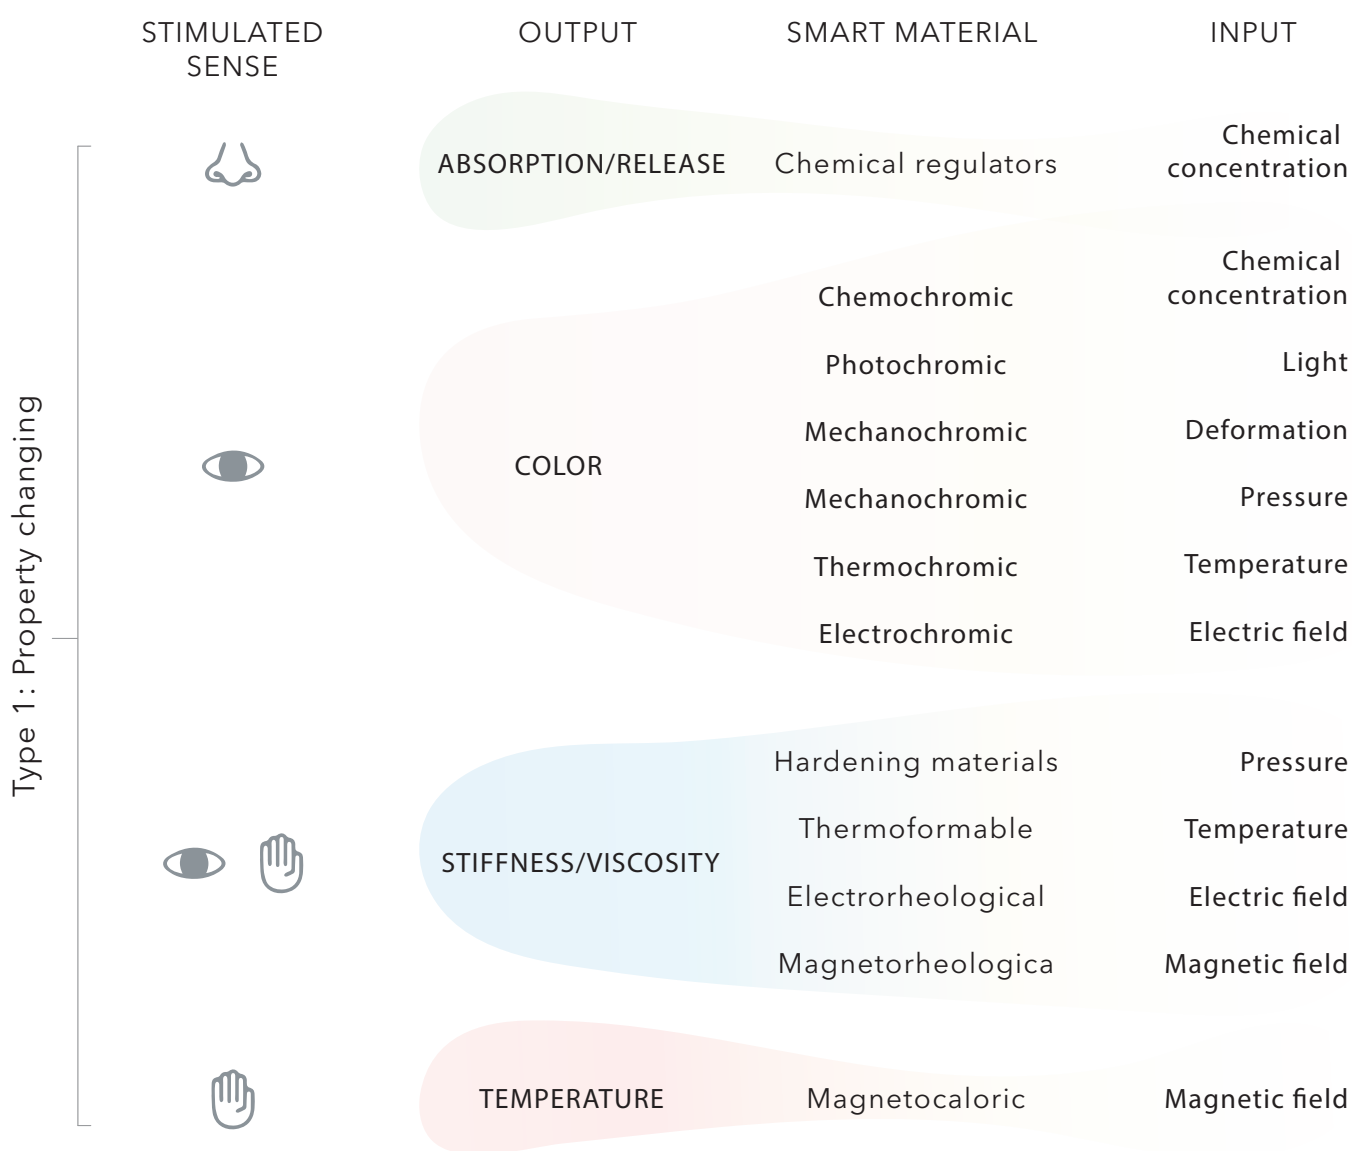 STIMULATED
SENSE
OUTPUT
SMART MATERIAL
INPUT
Type 1: Property changing
ABSORPTION/RELEASE
Chemical regulators
Chemical
concentration
COLOR
Chemochromic
Chemical
concentration
Photochromic
Light
Mechanochromic
Deformation
Mechanochromic
Pressure
Thermochromic
Temperature
Electrochromic
Electric field
STIFFNESS/VISCOSITY
Hardening materials
Pressure
Thermoformable
Temperature
Electrorheological
Electric field
Magnetorheologica
Magnetic field
TEMPERATURE
Magnetocaloric
Magnetic field